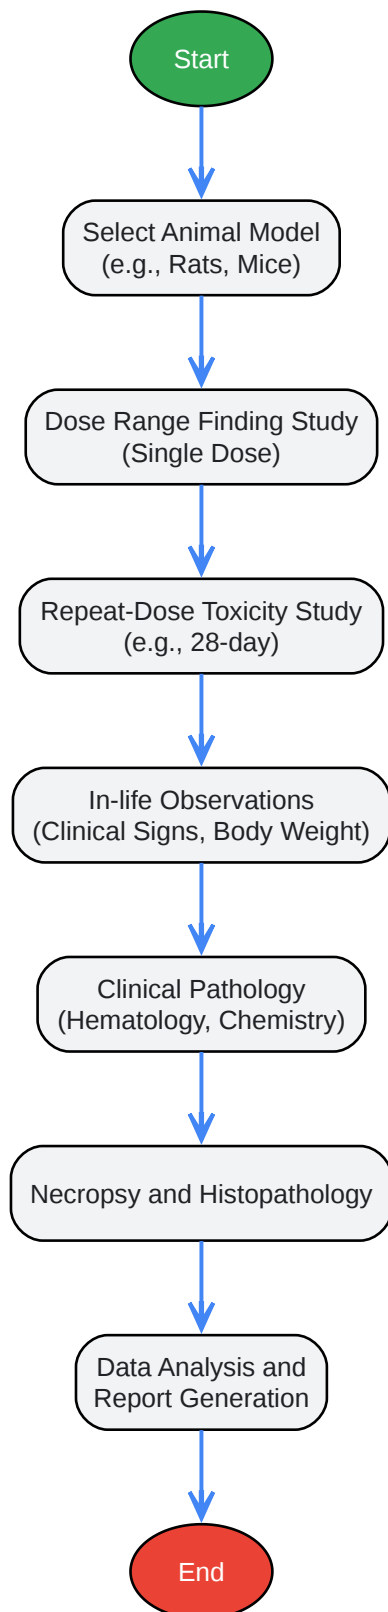 Start
Select Animal Model
(e.g., Rats, Mice)
Dose Range Finding Study
(Single Dose)
Repeat-Dose Toxicity Study
(e.g., 28-day)
In-life Observations
(Clinical Signs, Body Weight)
Clinical Pathology
(Hematology, Chemistry)
Necropsy and Histopathology
Data Analysis and
Report Generation
End